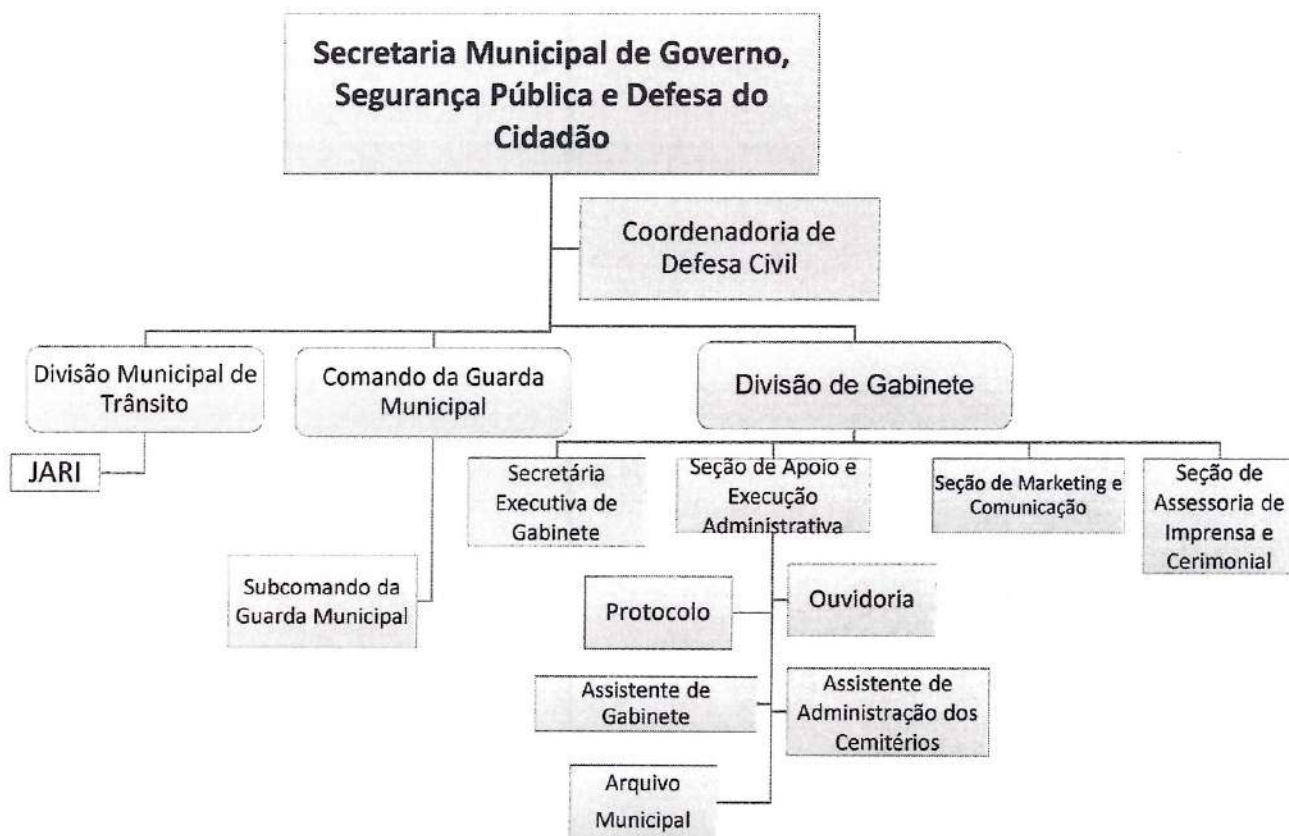 Secretaria Municipal de Governo,
Segurança Pública e Defesa do
Cidadão
Coordenadoria de
Defesa Civil
Divisão Municipal de
Trânsito
Comando da Guarda
Municipal
Divisão de Gabinete
JARI
Secretária
Executiva de
Gabinete
Seção de Apoio e
Execução
Administrativa
Seção de Marketing e
Comunicação
Seção de
Assessoria de
Imprensa e
Cerimonial
Subcomando da
Guarda Municipal
Protocolo
Ouvidoria
Assistente de
Gabinete
Assistente de
Administração dos
Cemitérios
Arquivo
Municipal